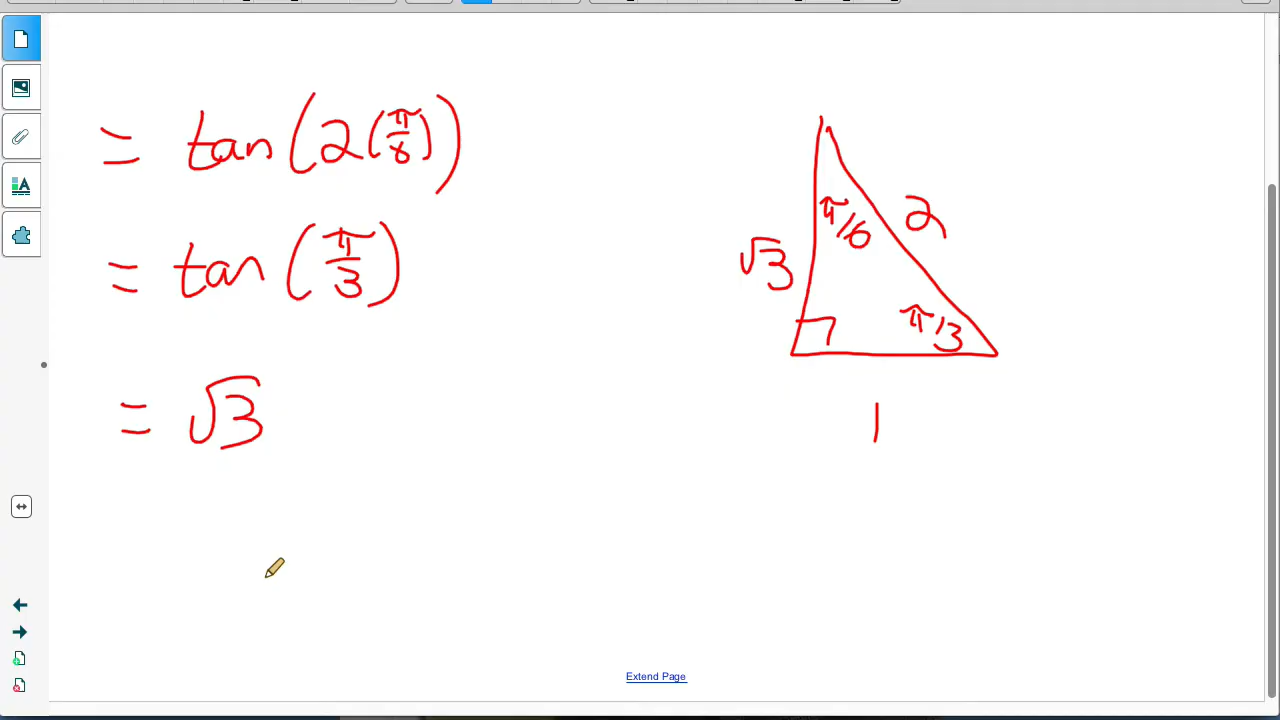 = tan(2(π/8))
= tan(π/3)
= √3
π/6
2
√3
π/3
1
Extend Page